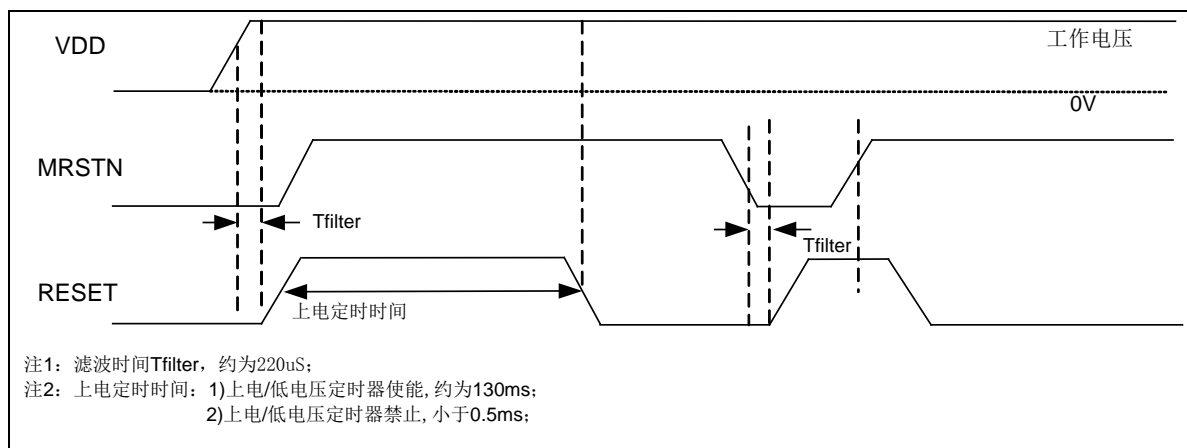 VDD
工作电压
0V
MRSTN
Tfilter
Tfilter
RESET
上电定时时间
注1：滤波时间Tfilter，约为220uS；
注2：上电定时时间：1)上电/低电压定时器使能,约为130ms；
2)上电/低电压定时器禁止,小于0.5ms；